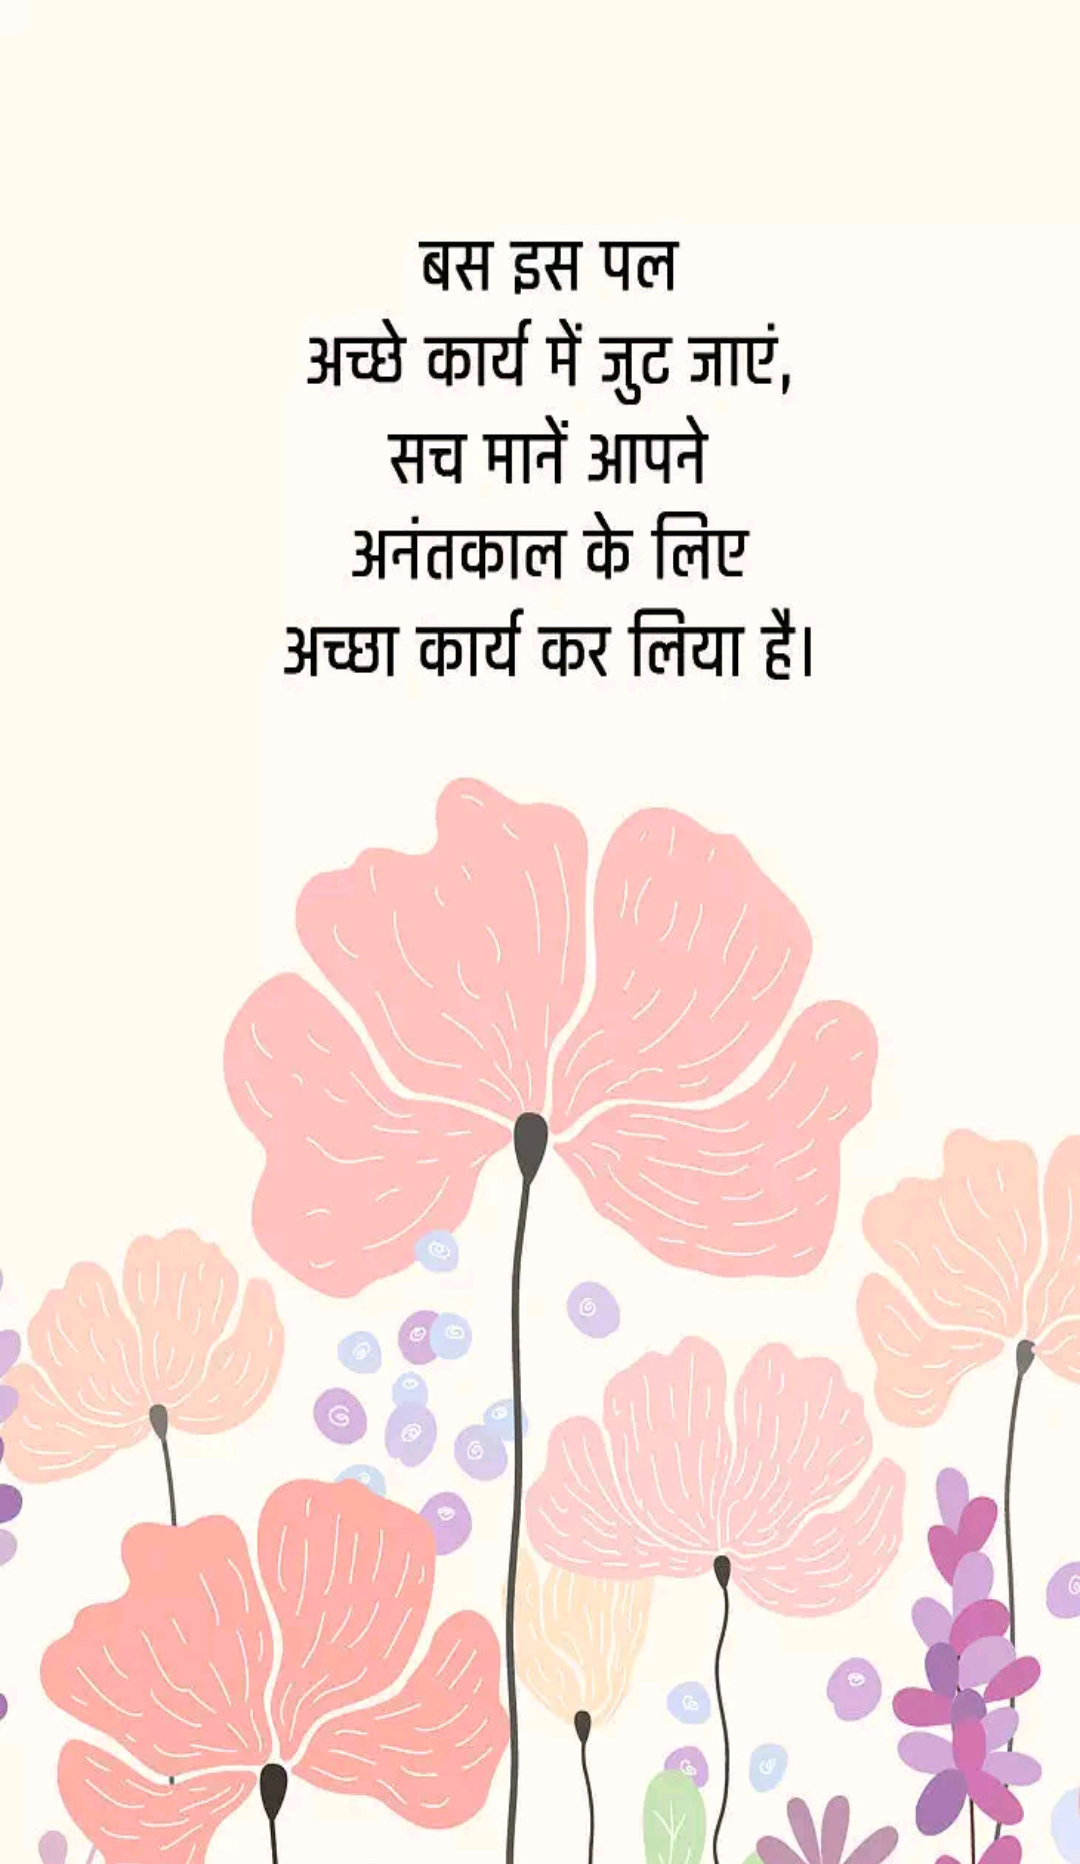 बस इस पल
अच्छे कार्य में जुट जाएं,
सच मानें आपने
अनंतकाल के लिए
अच्छा कार्य कर लिया है।